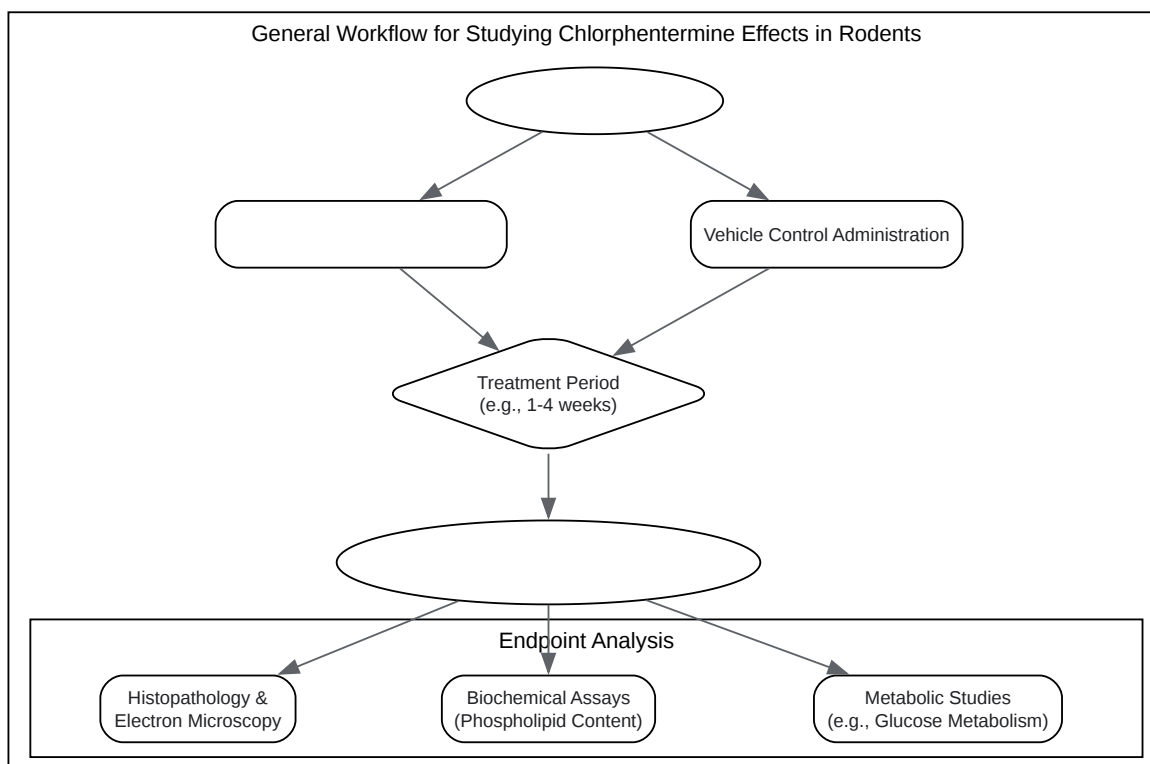 General Workflow for Studying Chlorphentermine Effects in Rodents
Vehicle Control Administration
Treatment Period
(e.g., 1-4 weeks)
Endpoint Analysis
Histopathology &
Electron Microscopy
Biochemical Assays
(Phospholipid Content)
Metabolic Studies
(e.g., Glucose Metabolism)